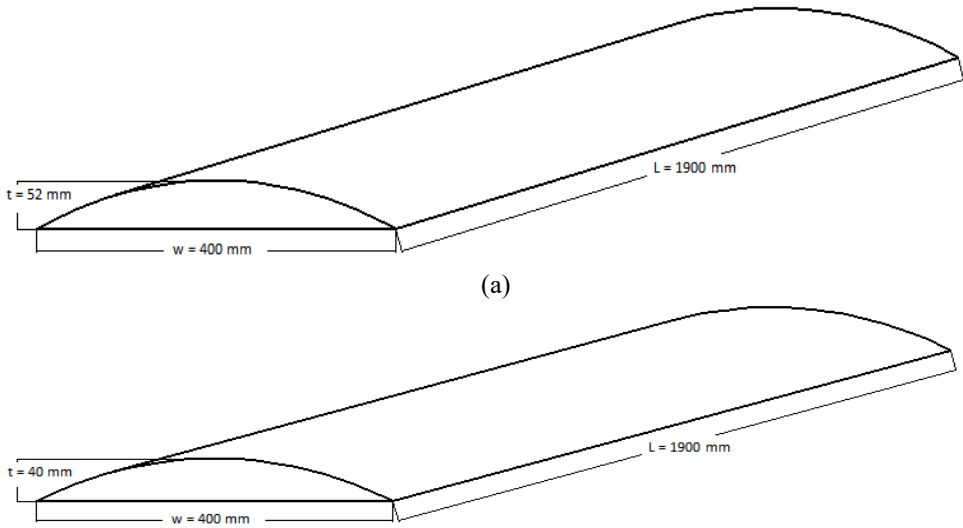 t = 52 mm
L = 1900 mm
w = 400 mm
(a)
t = 40 mm
L = 1900 mm
w = 400 mm